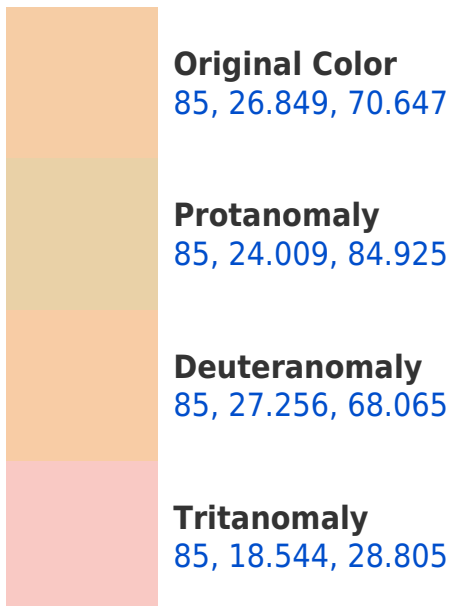 Original Color
85, 26.849, 70.647
Protanomaly
85, 24.009, 84.925
Deuteranomaly
85, 27.256, 68.065
Tritanomaly
85, 18.544, 28.805